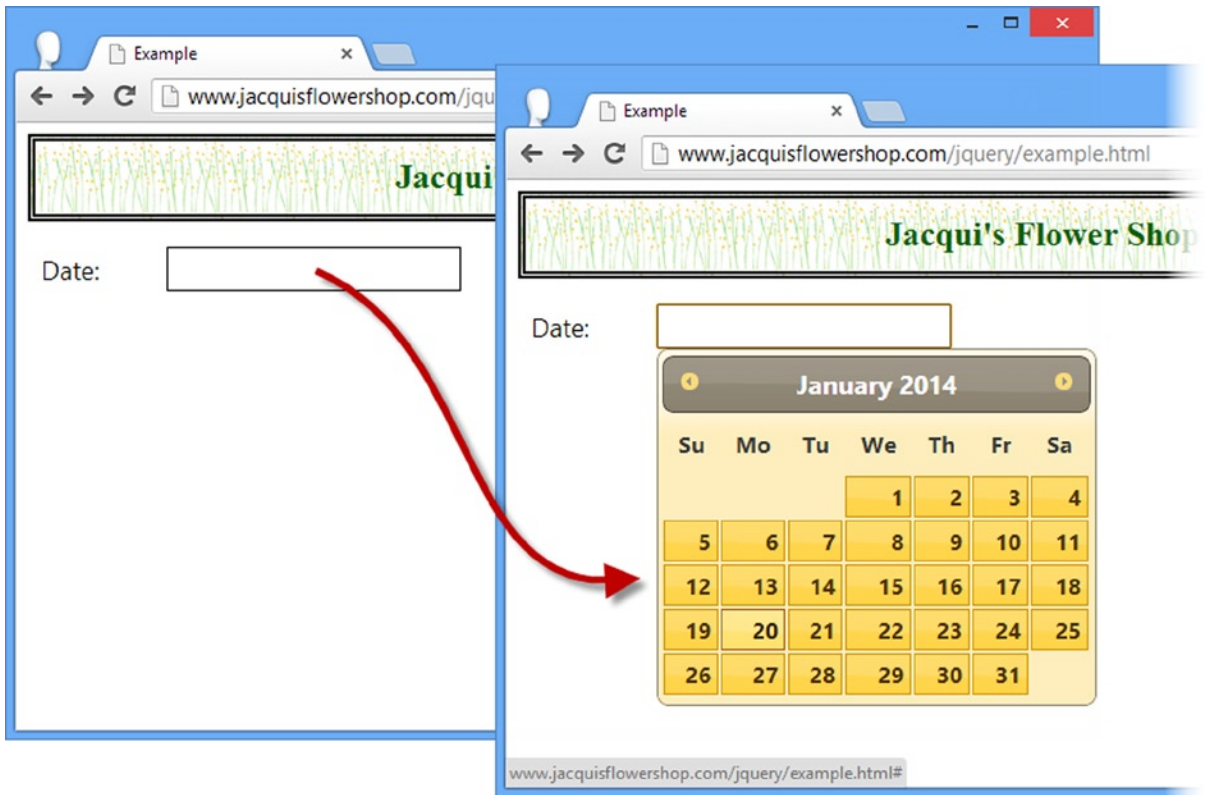 Example
www.jacquisflowershop.com/jqu
Jacqui
Date:
Example
www.jacquisflowershop.com/jquery/example.html
Jacqui's Flower Shop
Date:
January 2014
Su Mo Tu We Th Fr Sa
1 2 3 4
5 6 7 8 9 10 11
12 13 14 15 16 17 18
19 20 21 22 23 24 25
26 27 28 29 30 31
www.jacquisflowershop.com/jquery/example.html#